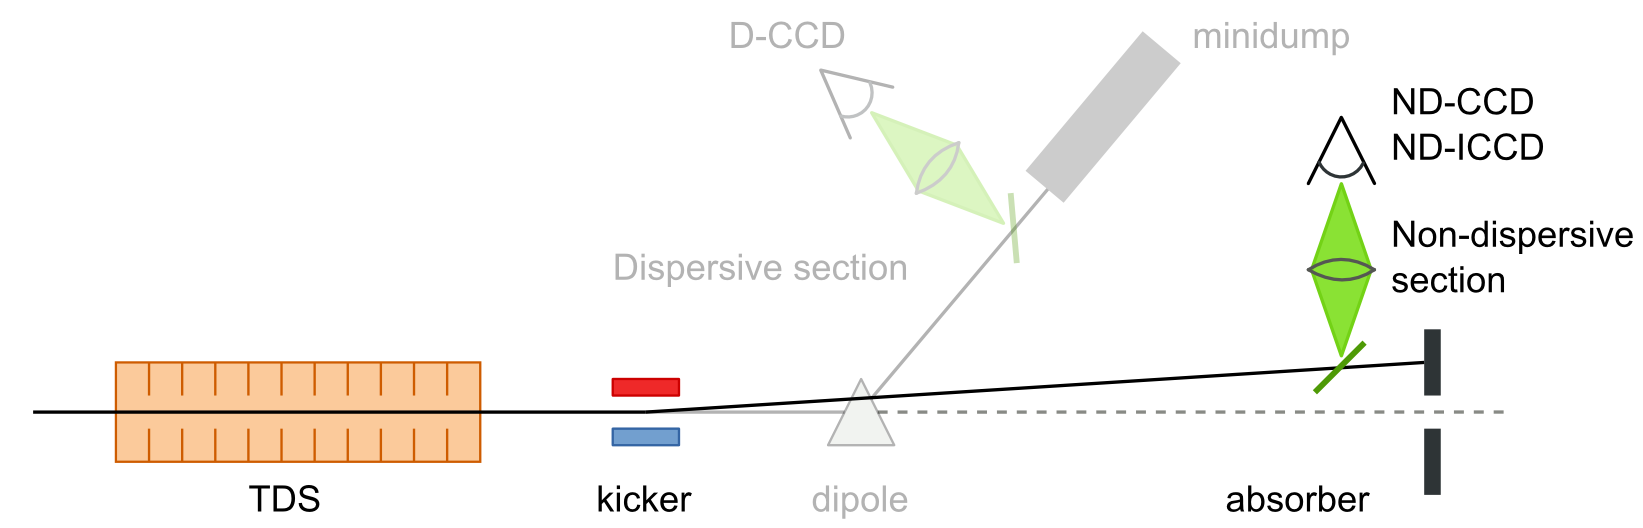 D-CCD
minidump
ND-CCD
ND-ICCD
Non-dispersive
section
Dispersive section
TDS
kicker
dipole
absorber